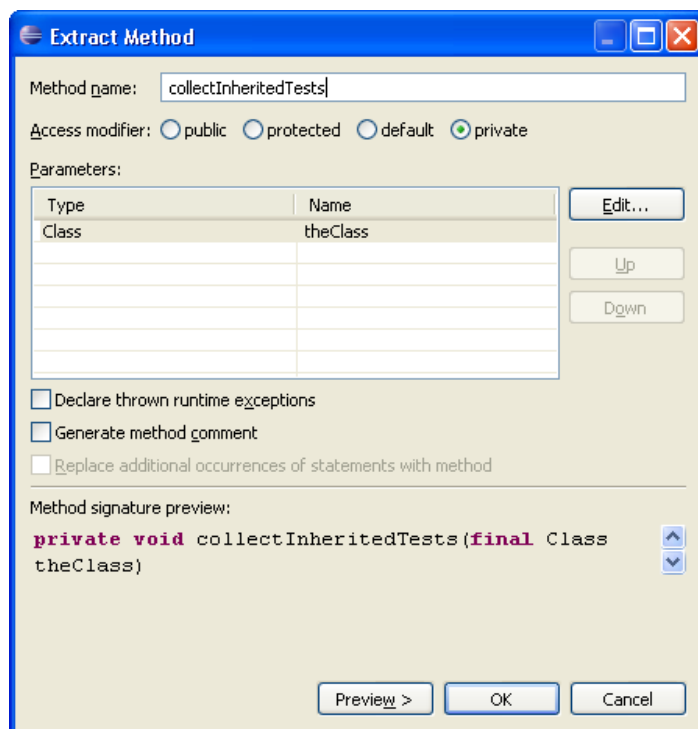 Extract Method
Method name: collectInheritedTests
Access modifier: public protected default private
Parameters:
Type Name
Class theClass
Edit...
Up
Down
Declare thrown runtime exceptions
Generate method comment
Replace additional occurrences of statements with method
Method signature preview:
private void collectInheritedTests(final Class
theClass)
Preview > OK Cancel